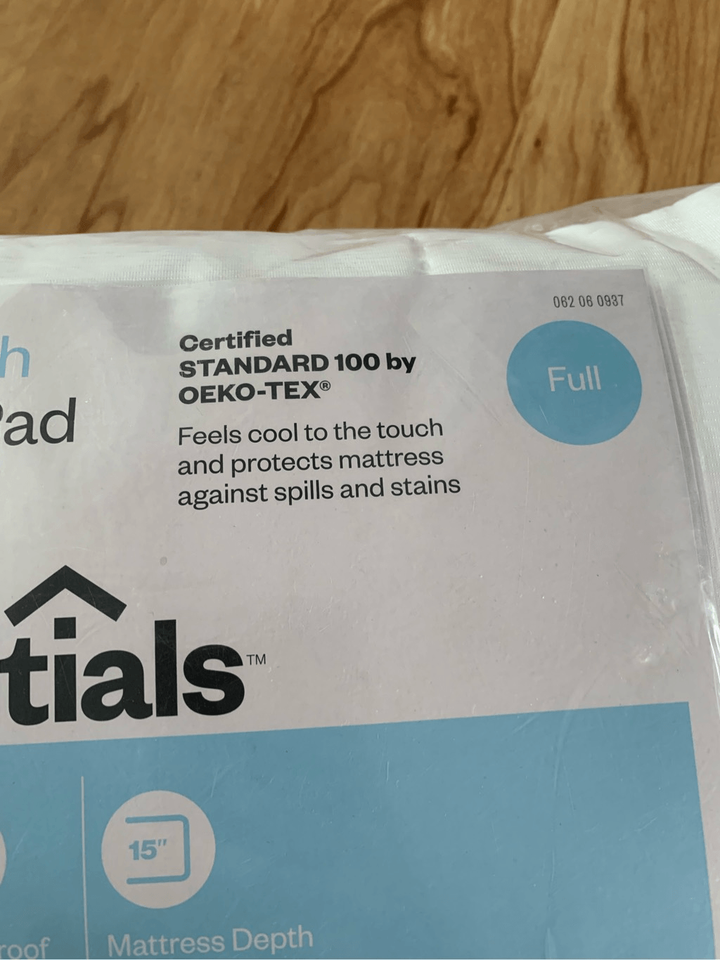 062 06 0937
Certified
STANDARD 100 by
OEKO-TEX®
Full
h
Pad
Feels cool to the touch
and protects mattress
against spills and stains
tials™
15"
roof
Mattress Depth